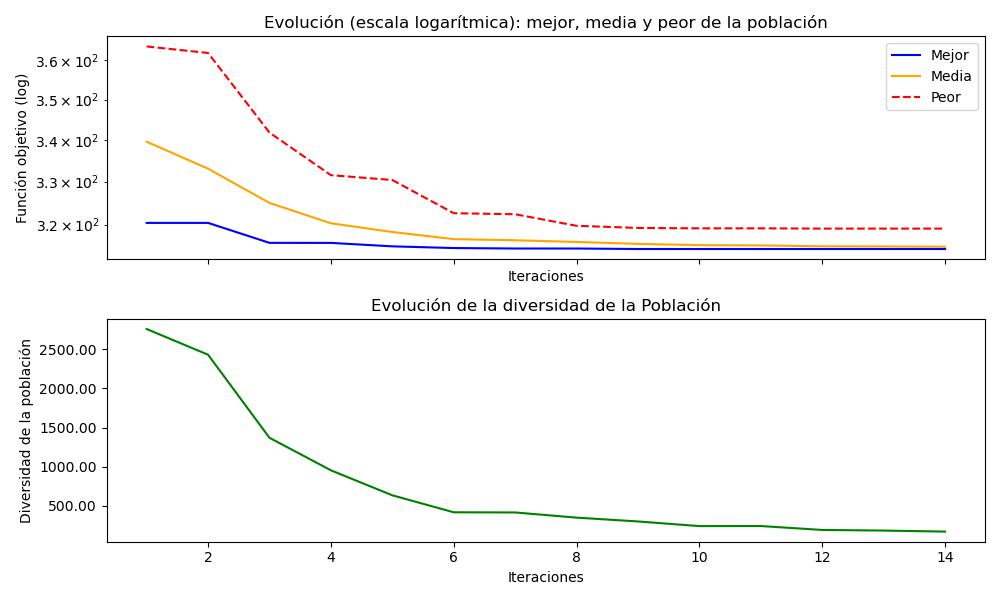 Evolución (escala logarítmica): mejor, media y peor de la población
Función objetivo (log)
3.6 × 10²
3.5 × 10²
3.4 × 10²
3.3 × 10²
3.2 × 10²
Mejor
Media
Peor
Iteraciones
Evolución de la diversidad de la Población
Diversidad de la población
2500.00
2000.00
1500.00
1000.00
500.00
2 4 6 8 10 12 14
Iteraciones